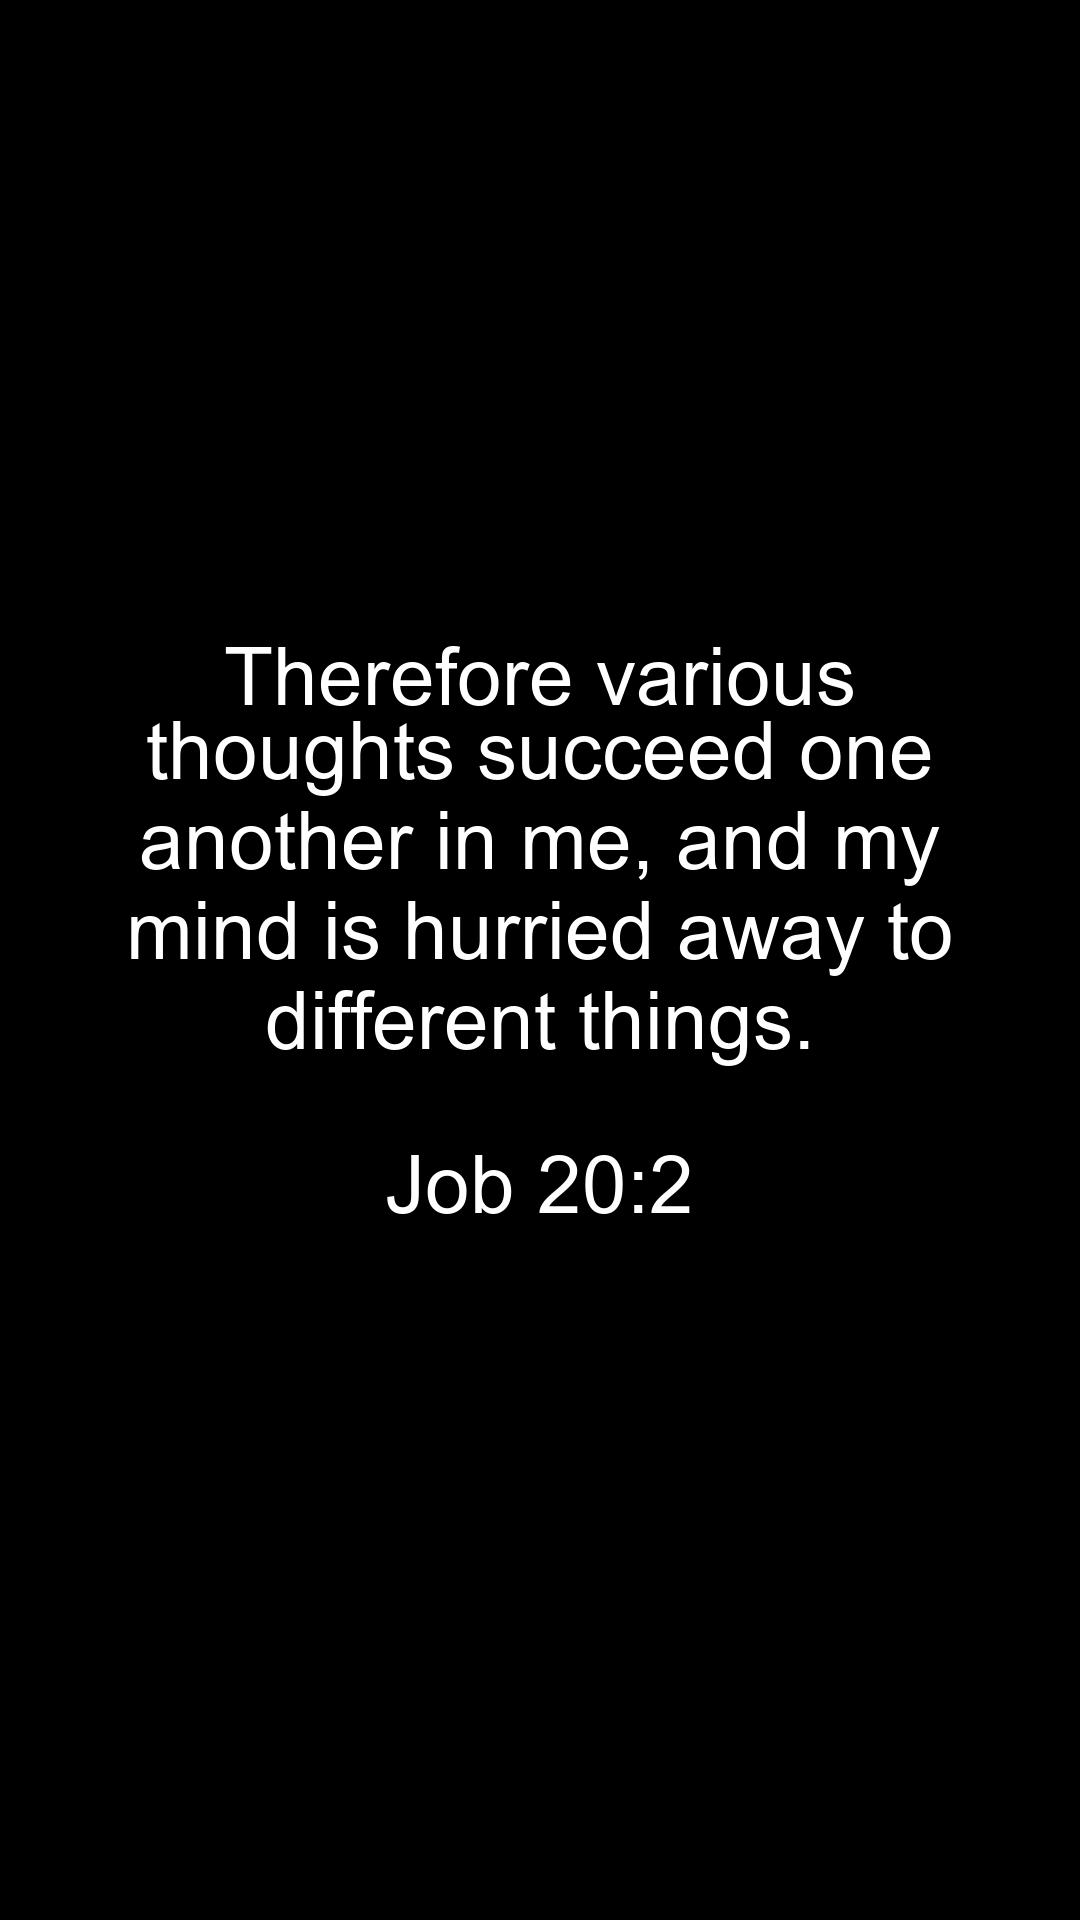 Therefore various
thoughts succeed one
another in me, and my
mind is hurried away to
different things.
Job 20:2